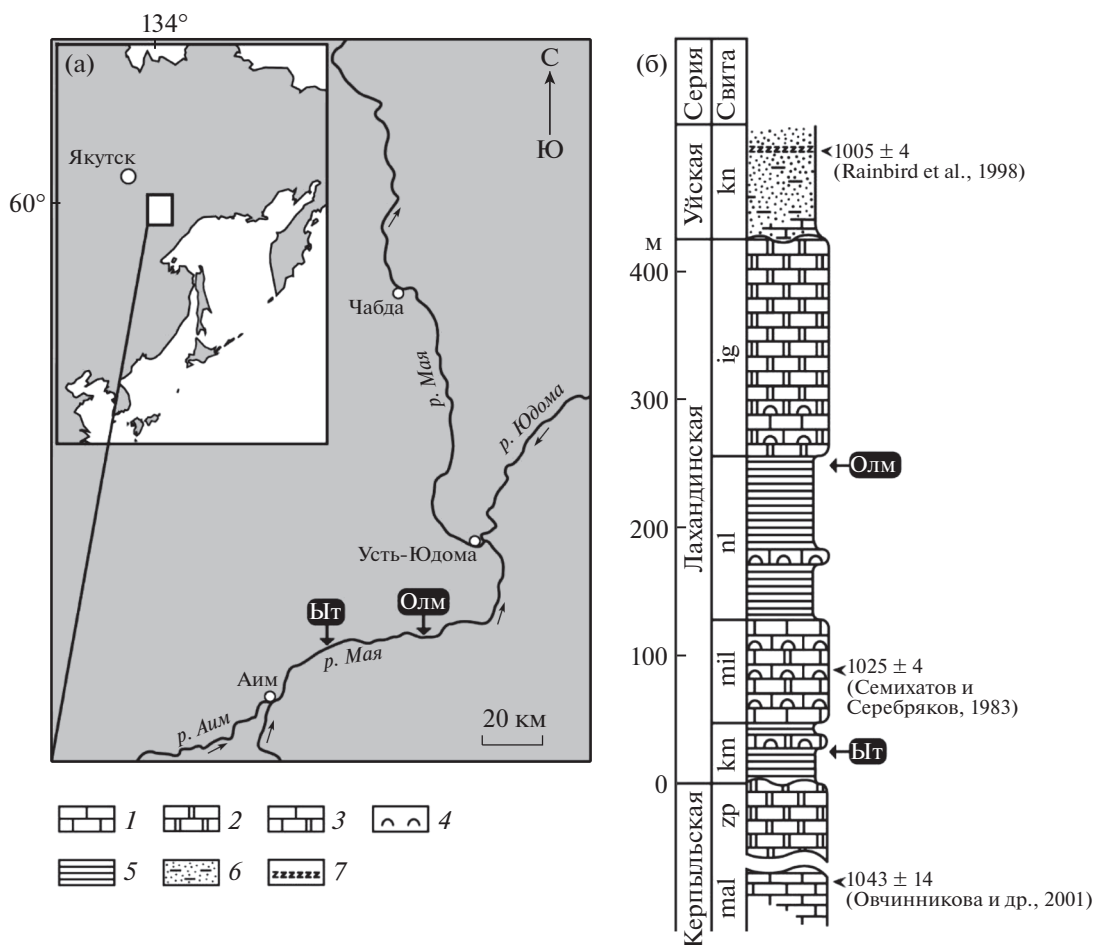 134°
(а)
С
Ю
Якутск
60°
Чабда
р. Мая
р. Юдома
Усть-Юдома
Ыт
Олм
р. Мая
Аим
р. Аим
20 км
1
2
3
4
5
6
7
(б)
Серия
Свита
Уйская
kn
1005 ± 4
(Rainbird et al., 1998)
м
400
300
200
100
0
Лахандинская
ig
Олм
nl
mil
1025 ± 4
(Семихатов и
Серебряков, 1983)
km
Ыт
Керпыльская
zp
mal
1043 ± 14
(Овчинникова и др., 2001)